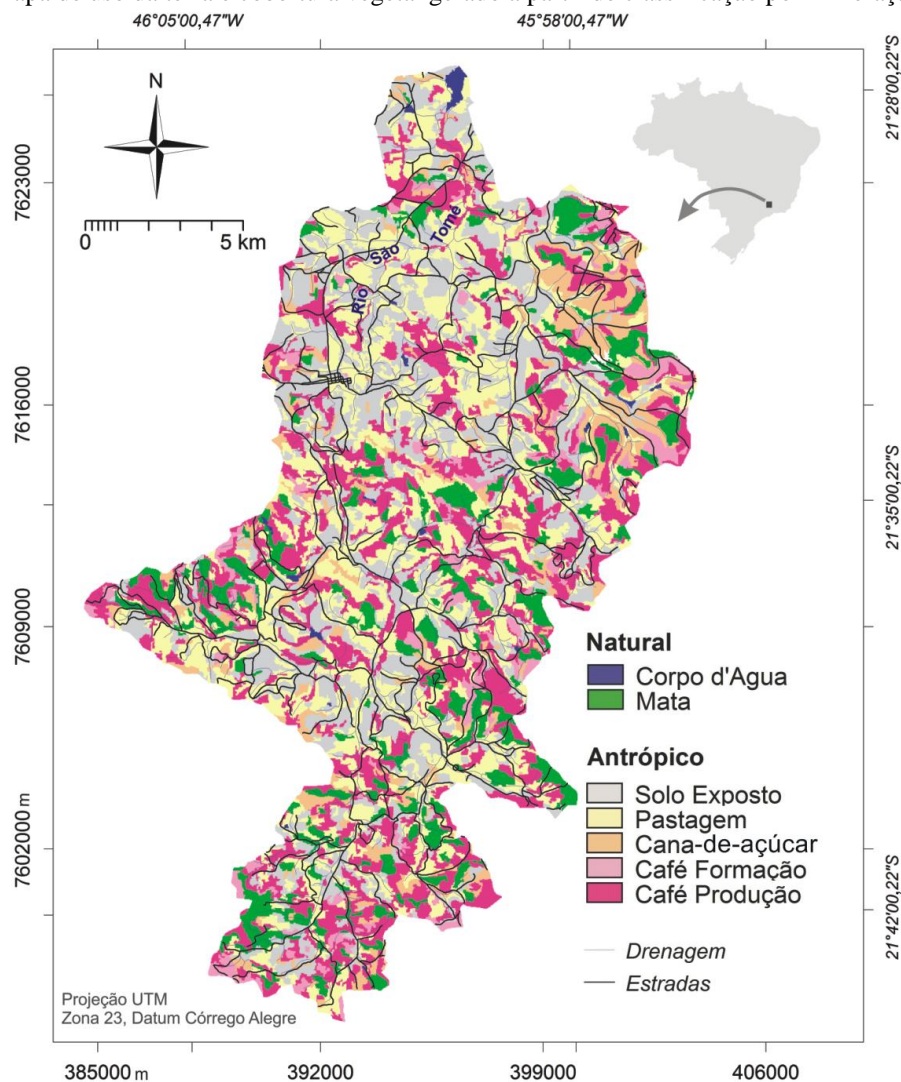 46°05'00,47"W
45°58'00,47"W
21°28'00,22"S
N
7623000
0 5 km
Rio São Tomé
7616000
21°35'00,22"S
7609000
Natural
Corpo d'Agua
Mata
Antrópico
Solo Exposto
Pastagem
Cana-de-açúcar
Café Formação
Café Produção
7602000 m
21°42'00,22"S
Drenagem
Estradas
Projeção UTM
Zona 23, Datum Córrego Alegre
385000 m
392000
399000
406000